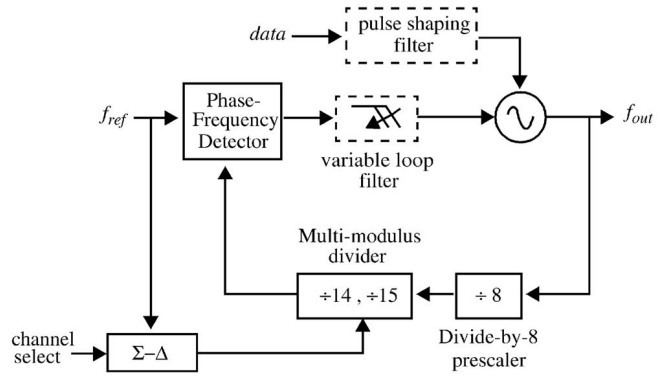 data
pulse shaping
filter
Phase-
Frequency
Detector
f_ref
f_out
variable loop
filter
Multi-modulus
divider
÷14 , ÷15
÷ 8
Divide-by-8
prescaler
channel
select
Σ–Δ